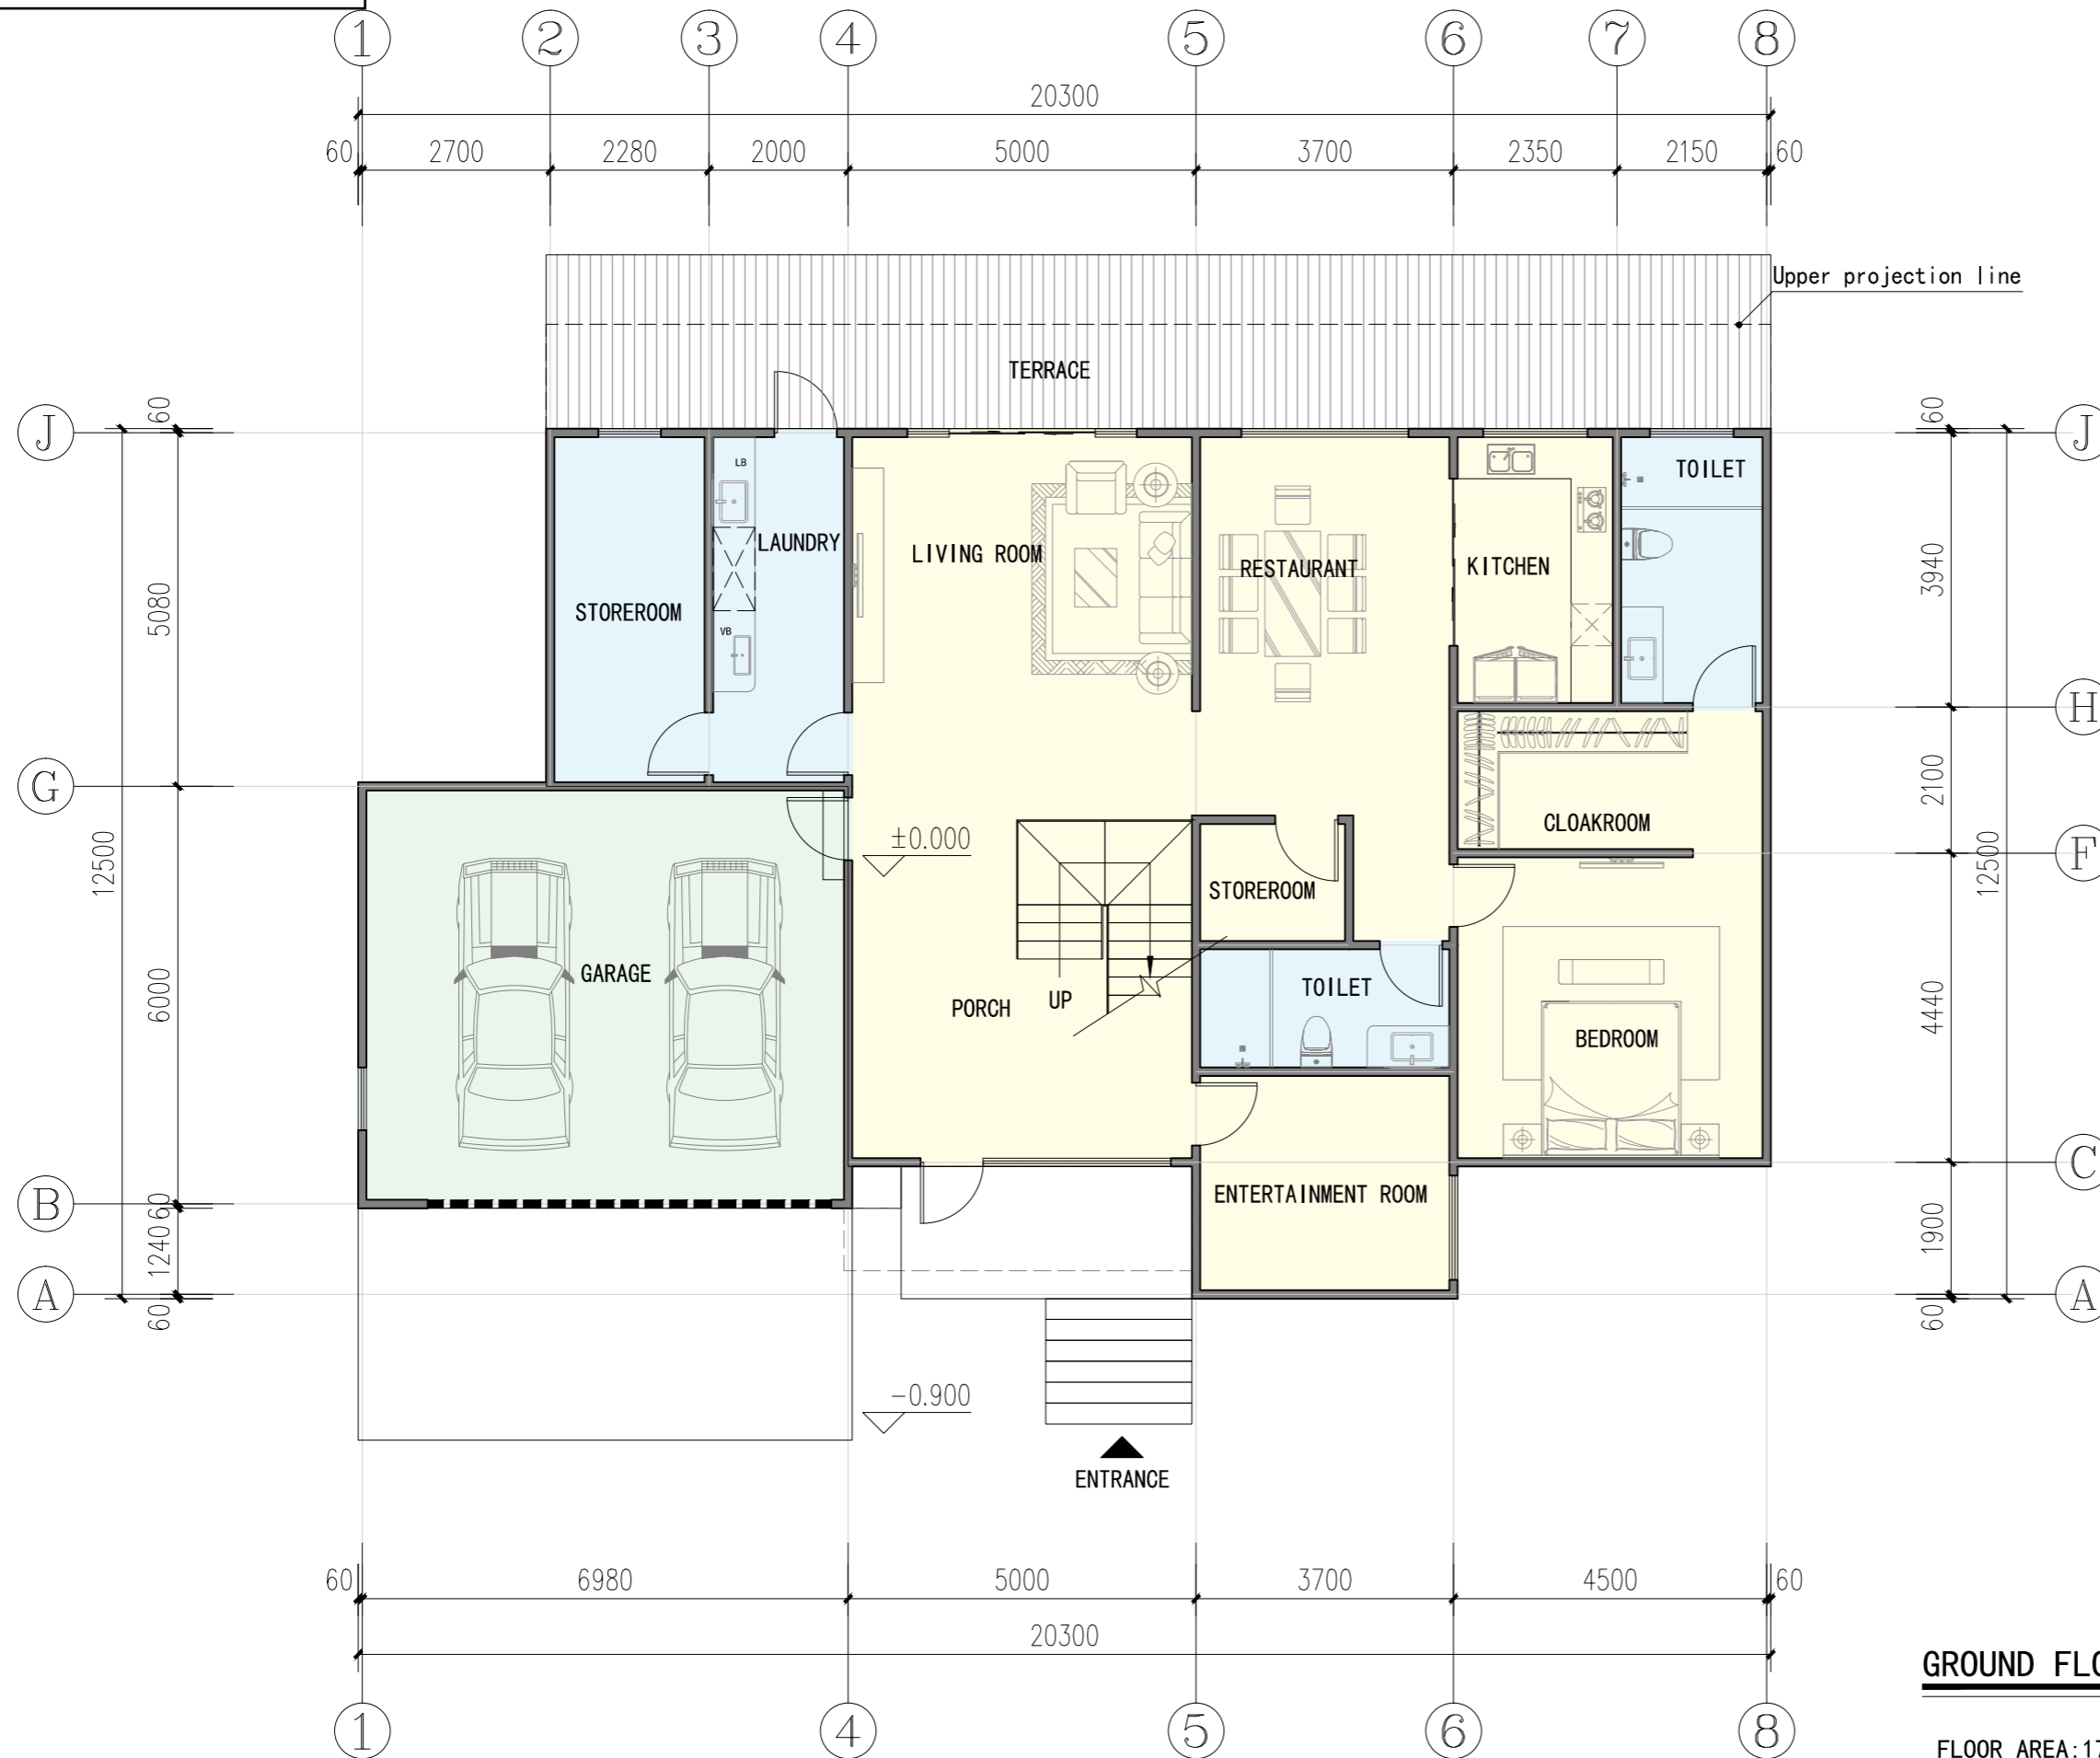 1 2 3 4 5 6 7 8
20300
60 2700 2280 2000 5000 3700 2350 2150 60
Upper projection line
TERRACE
J 60 60 J
LB
TOILET
LAUNDRY
LIVING ROOM
RESTAURANT
KITCHEN
5080 3940
STOREROOM
VB
H
G
2100
CLOAKROOM
±0.000
12500 12500
F
STOREROOM
GARAGE
TOILET
PORCH
UP
6000 4440
BEDROOM
C
ENTERTAINMENT ROOM
B
60
1240 1900
A A
60 60
-0.900
ENTRANCE
60 6980 5000 3700 4500 60
20300
GROUND FLO
1 4 5 6 8
FLOOR AREA: